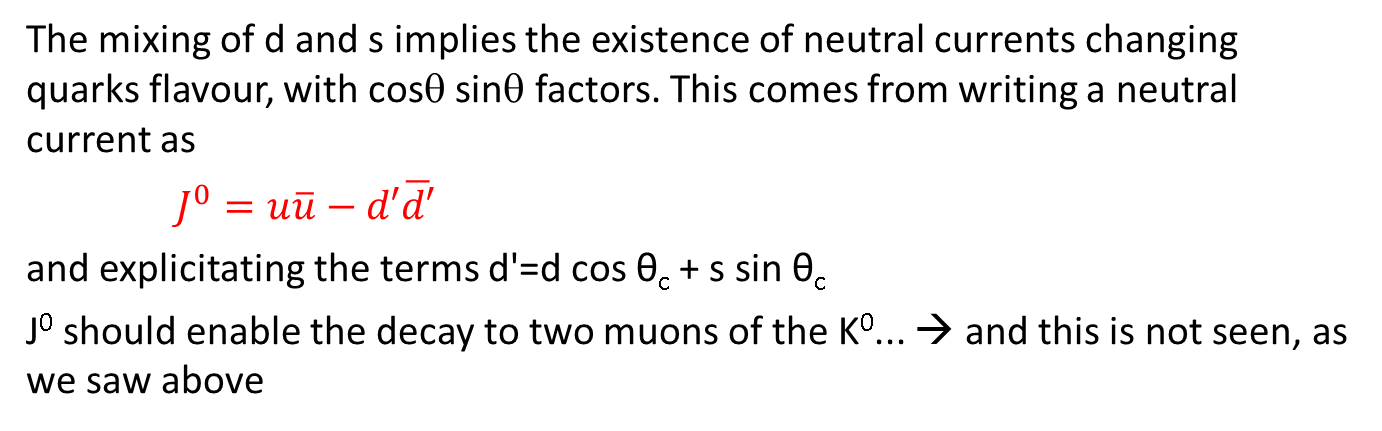 The mixing of d and s implies the existence of neutral currents changing
quarks flavour, with cosθ sinθ factors. This comes from writing a neutral
current as
J⁰ = uū − d′d̅′
and explicitating the terms d'=d cos θc + s sin θc
J⁰ should enable the decay to two muons of the K⁰... → and this is not seen, as
we saw above